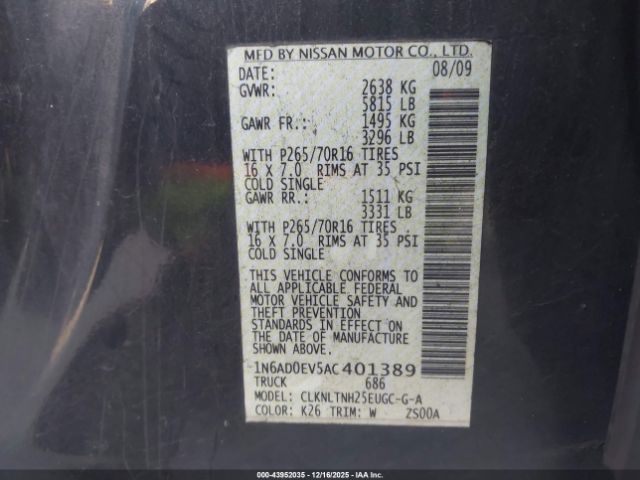 MFD BY NISSAN MOTOR CO., LTD.
DATE: 08/09
GVWR: 2638 KG
5815 LB
GAWR FR.: 1495 KG
3296 LB
WITH P265/70R16 TIRES
16 X 7.0 RIMS AT 35 PSI
COLD SINGLE
GAWR RR.: 1511 KG
3331 LB
WITH P265/70R16 TIRES
16 X 7.0 RIMS AT 35 PSI
COLD SINGLE
THIS VEHICLE CONFORMS TO
ALL APPLICABLE FEDERAL
MOTOR VEHICLE SAFETY AND
THEFT PREVENTION
STANDARDS IN EFFECT ON
THE DATE OF MANUFACTURE
SHOWN ABOVE.
1N6AD0EV5AC401389
TRUCK 686
MODEL: CLKNLTNH25EUGC-G-A
COLOR: K26 TRIM: W ZS00A
000-43952035 - 12/16/2025 - IAAI.com